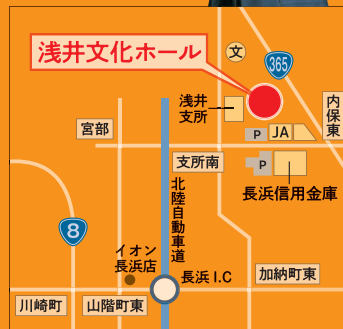 浅井文化ホール
文
365
浅井
支所
内保東
P
JA
宮部
支所南
P
長浜信用金庫
北陸自動車道
8
イオン
長浜店
長浜I.C
加納町東
川崎町
山階町東